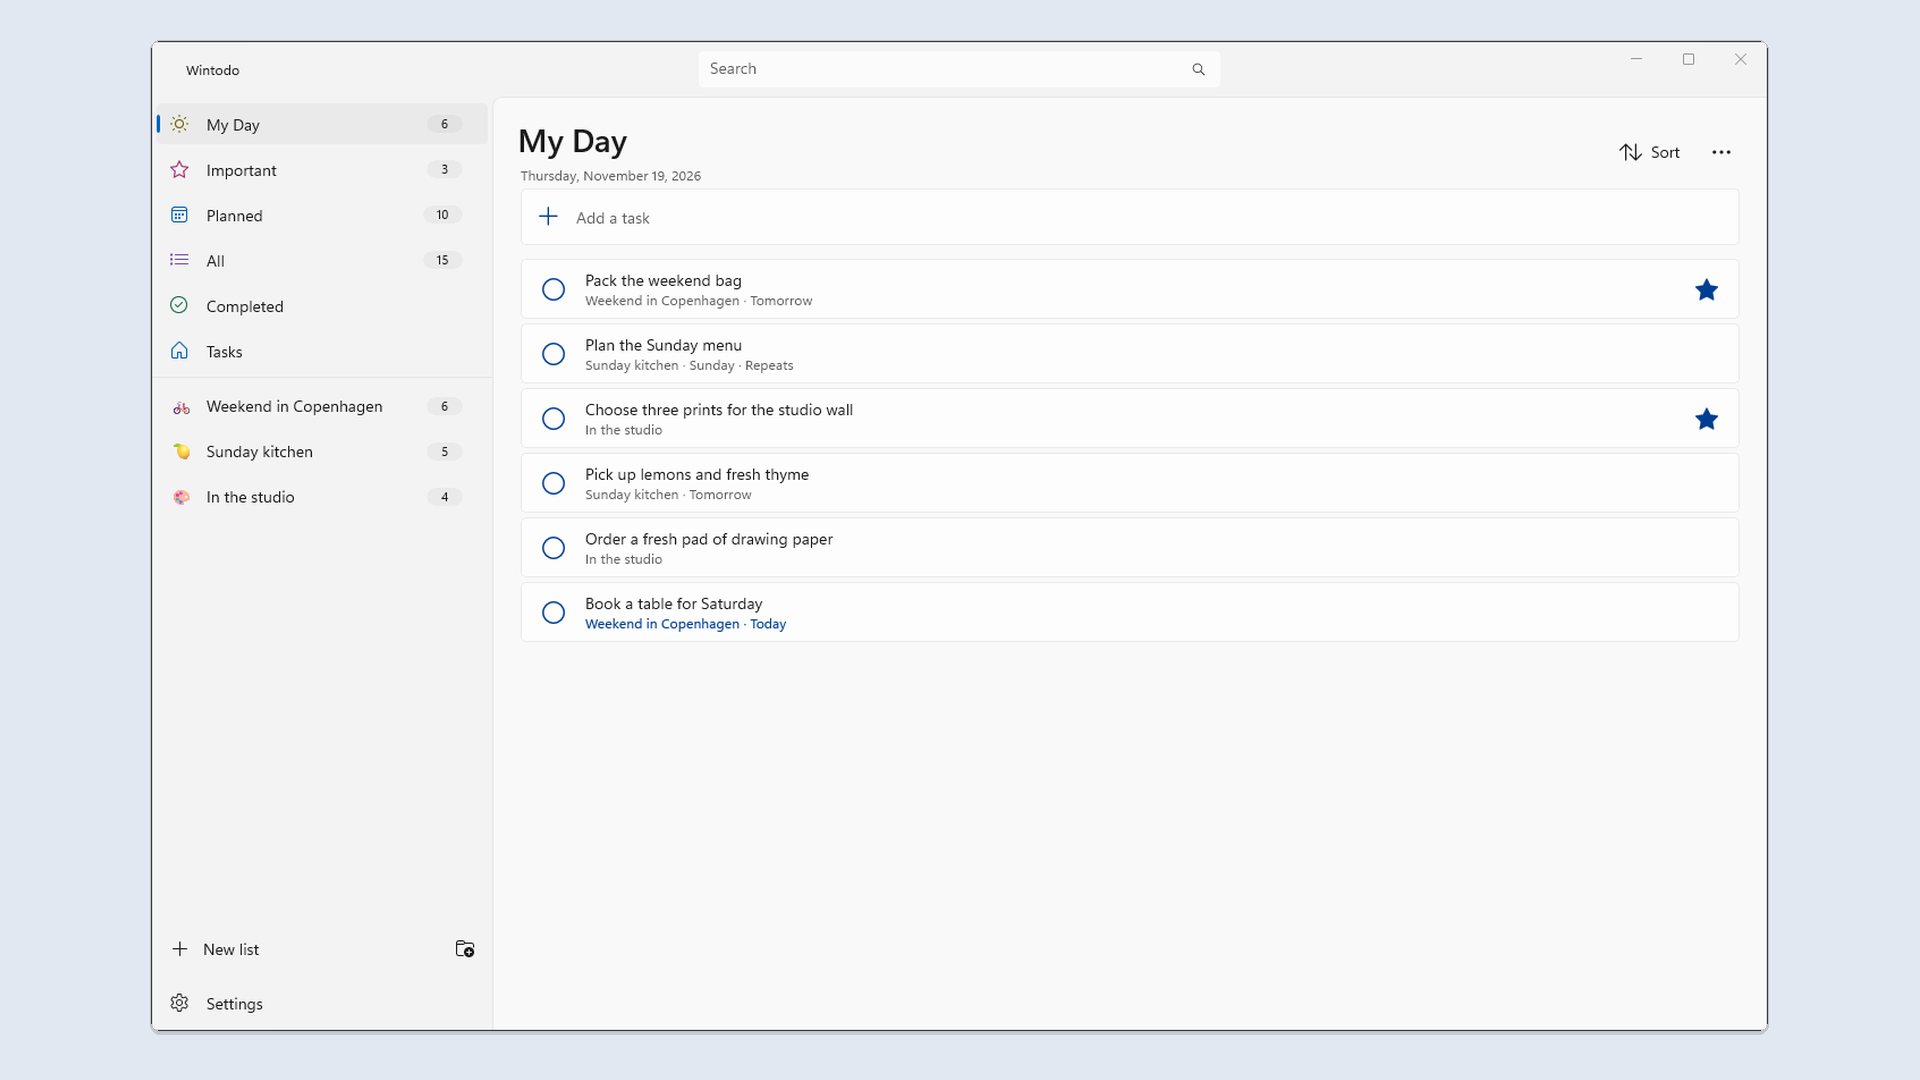 Wintodo
Search
My Day 6
Important 3
Planned 10
All 15
Completed
Tasks
Weekend in Copenhagen 6
Sunday kitchen 5
In the studio 4
New list
Settings
My Day
Thursday, November 19, 2026
Sort
Add a task
Pack the weekend bag
Weekend in Copenhagen · Tomorrow
Plan the Sunday menu
Sunday kitchen · Sunday · Repeats
Choose three prints for the studio wall
In the studio
Pick up lemons and fresh thyme
Sunday kitchen · Tomorrow
Order a fresh pad of drawing paper
In the studio
Book a table for Saturday
Weekend in Copenhagen · Today